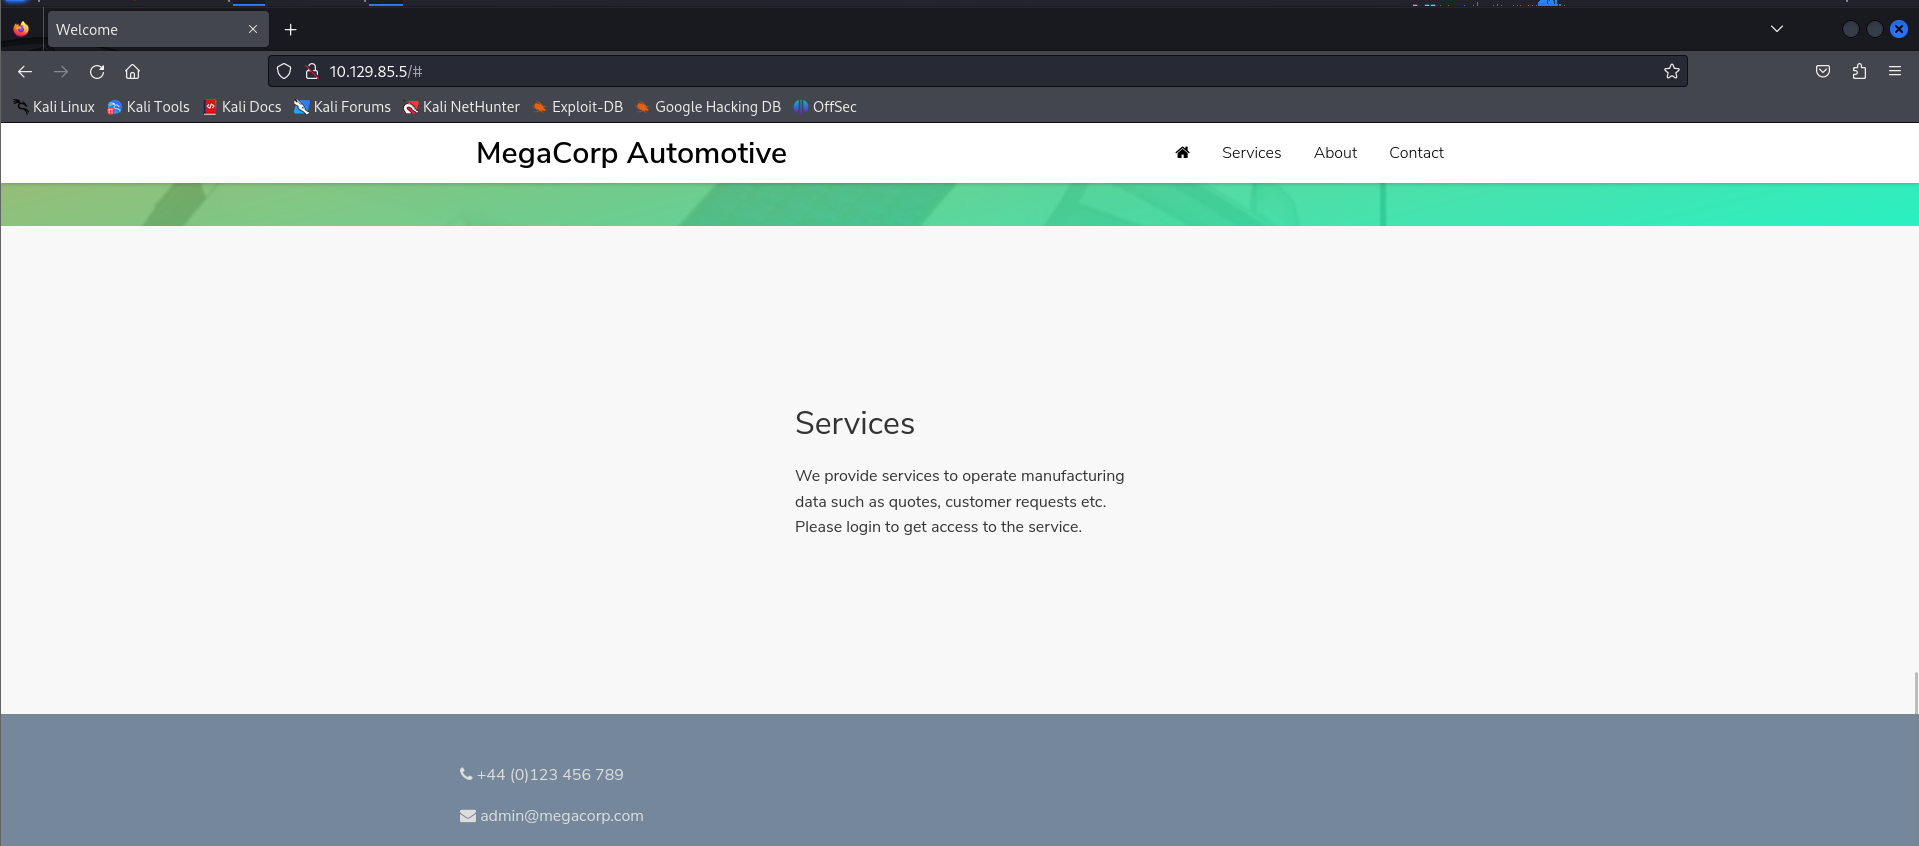 Welcome
10.129.85.5/#
Kali Linux Kali Tools Kali Docs Kali Forums Kali NetHunter Exploit-DB Google Hacking DB OffSec
MegaCorp Automotive Services About Contact
Services
We provide services to operate manufacturing
data such as quotes, customer requests etc.
Please login to get access to the service.
+44 (0)123 456 789
admin@megacorp.com